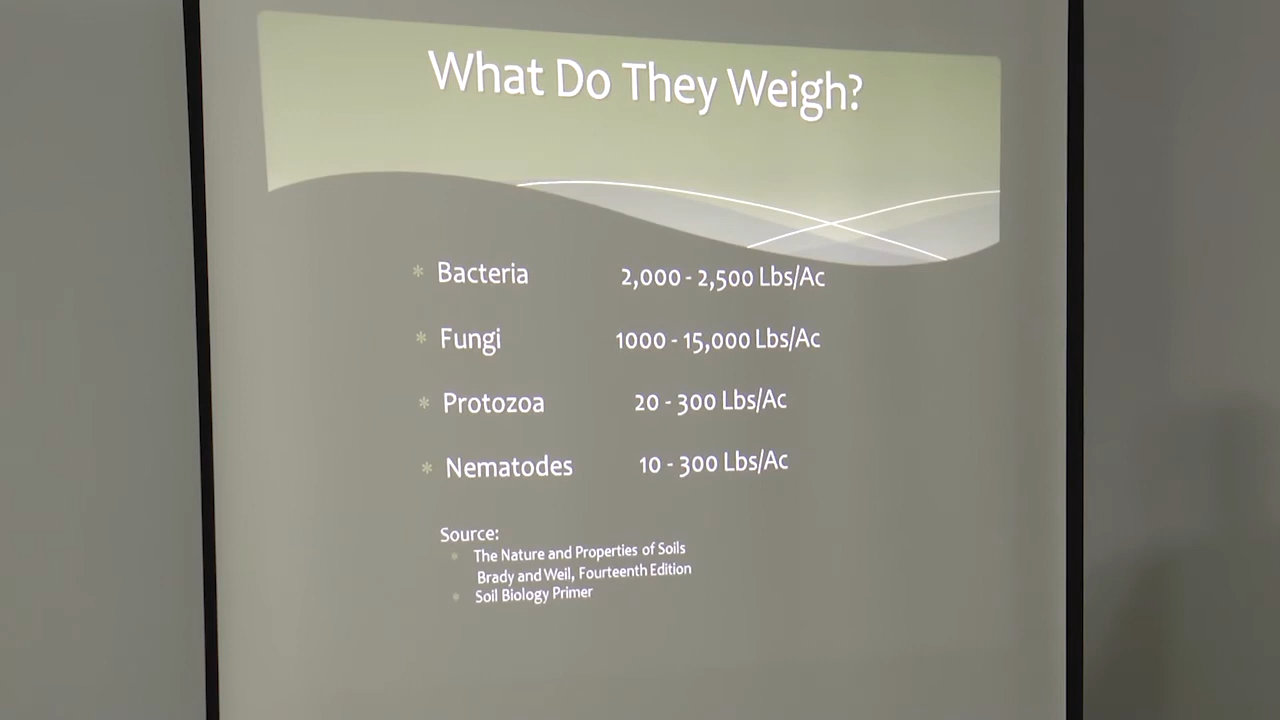 What Do They Weigh?
* Bacteria 2,000 - 2,500 Lbs/Ac
* Fungi 1000 - 15,000 Lbs/Ac
* Protozoa 20 - 300 Lbs/Ac
* Nematodes 10 - 300 Lbs/Ac
Source:
* The Nature and Properties of Soils
Brady and Weil, Fourteenth Edition
* Soil Biology Primer